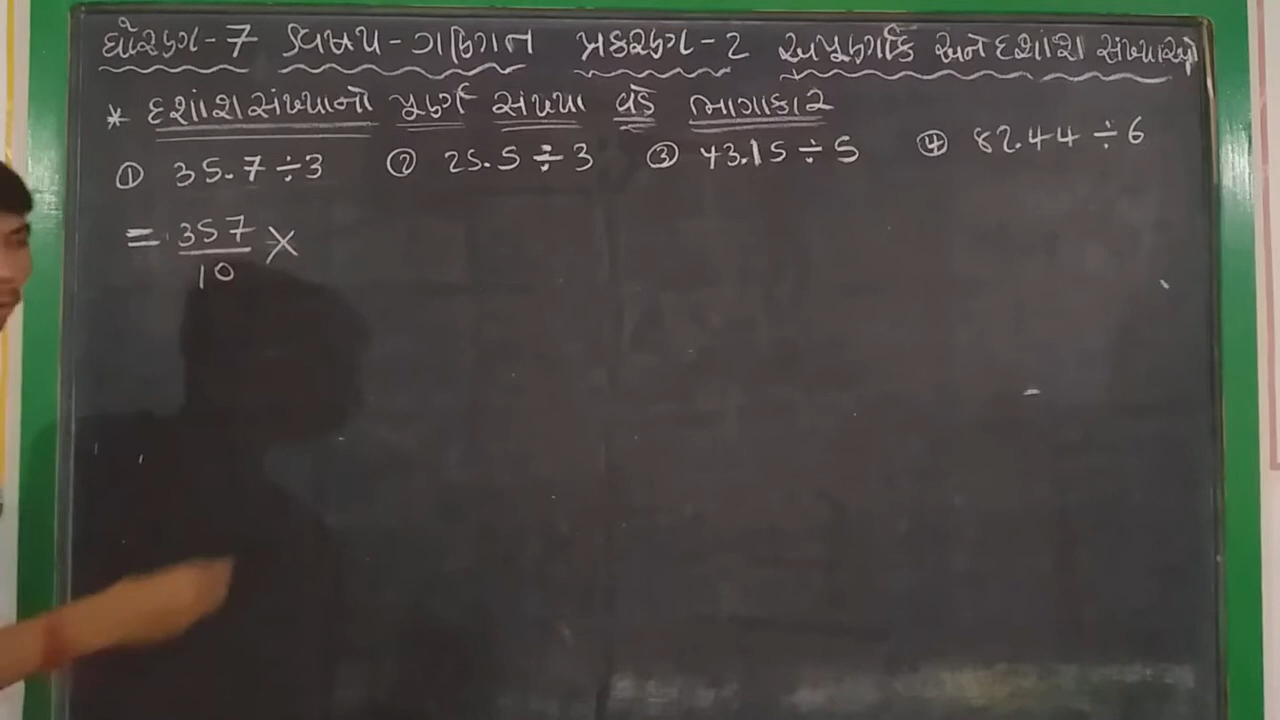 ધોરણ-7 વિષય-ગણિત પ્રકરણ-2 અપૂર્ણાંક અને દશાંશ સંખ્યાઓ
* દશાંશ સંખ્યાનો પૂર્ણ સંખ્યા વડે ભાગાકાર
① 35.7 ÷ 3 ② 25.5 ÷ 3 ③ 43.15 ÷ 5 ④ 82.44 ÷ 6
= 357/10 ×